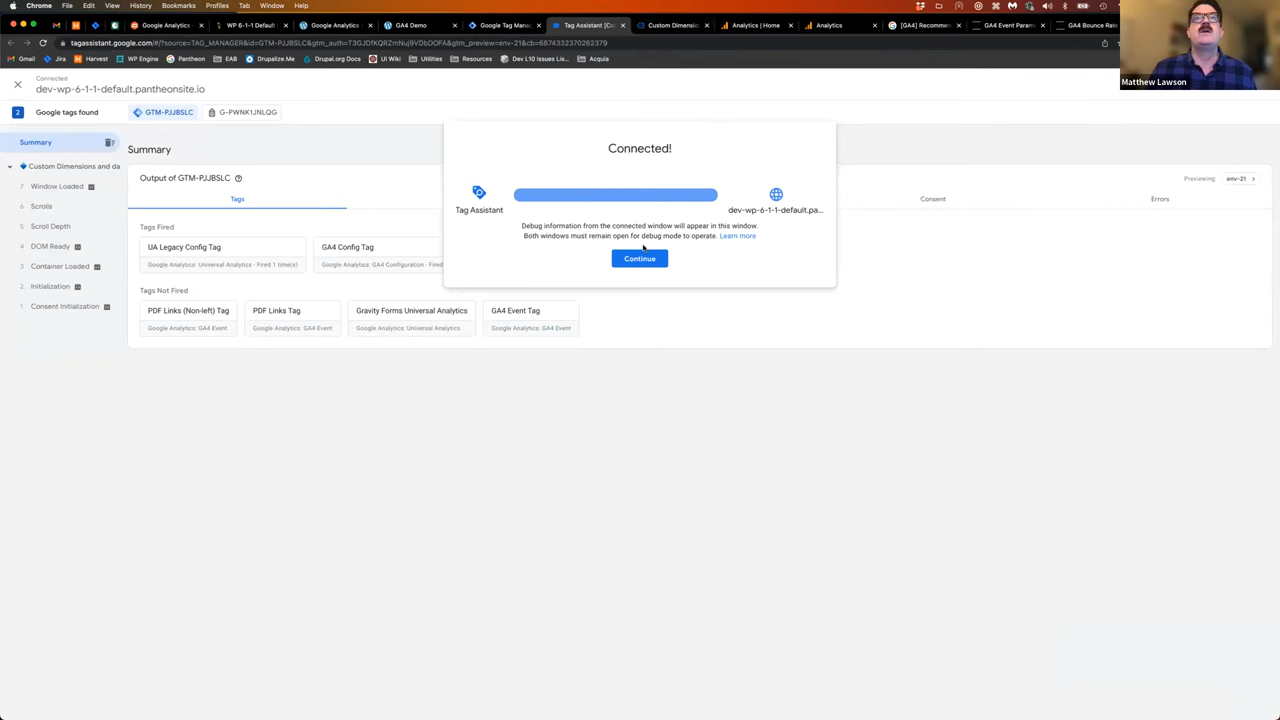 Chrome File Edit View History Bookmarks Profiles Tab Window Help
Google Analytics
WP 6-1-1 Default
Google Analytics
GA4 Demo
Google Tag Mana
Tag Assistant [Co
Custom Dimension
Analytics | Home
Analytics
[GA4] Recommen
GA4 Event Param
GA4 Bounce Rate
tagassistant.google.com/#/?source=TAG_MANAGER&id=GTM-PJJBSLC&gtm_auth=T3GJDfKQRZmNuj9VDbDOFA&gtm_preview=env-21&cb=6874332370262379
Gmail Jira Harvest WP Engine Pantheon EAB Drupalize.Me Drupal.org Docs UI Wiki Utilities Resources Dev L10 Issues Lis... Acquia
Matthew Lawson
Connected
dev-wp-6-1-1-default.pantheonsite.io
2 Google tags found GTM-PJJBSLC G-PWNK1JNLQG
Summary
Custom Dimensions and da
7 Window Loaded
6 Scrolls
5 Scroll Depth
4 DOM Ready
3 Container Loaded
2 Initialization
1 Consent Initialization
Summary
Output of GTM-PJJBSLC
Previewing: env-21
Tags
Consent
Errors
Tags Fired
UA Legacy Config Tag
Google Analytics: Universal Analytics - Fired 1 time(s)
GA4 Config Tag
Google Analytics: GA4 Configuration - Fired
Tags Not Fired
PDF Links (Non-left) Tag
Google Analytics: GA4 Event
PDF Links Tag
Google Analytics: GA4 Event
Gravity Forms Universal Analytics
Google Analytics: Universal Analytics
GA4 Event Tag
Google Analytics: GA4 Event
Connected!
Tag Assistant
dev-wp-6-1-1-default.pa...
Debug information from the connected window will appear in this window.
Both windows must remain open for debug mode to operate. Learn more
Continue